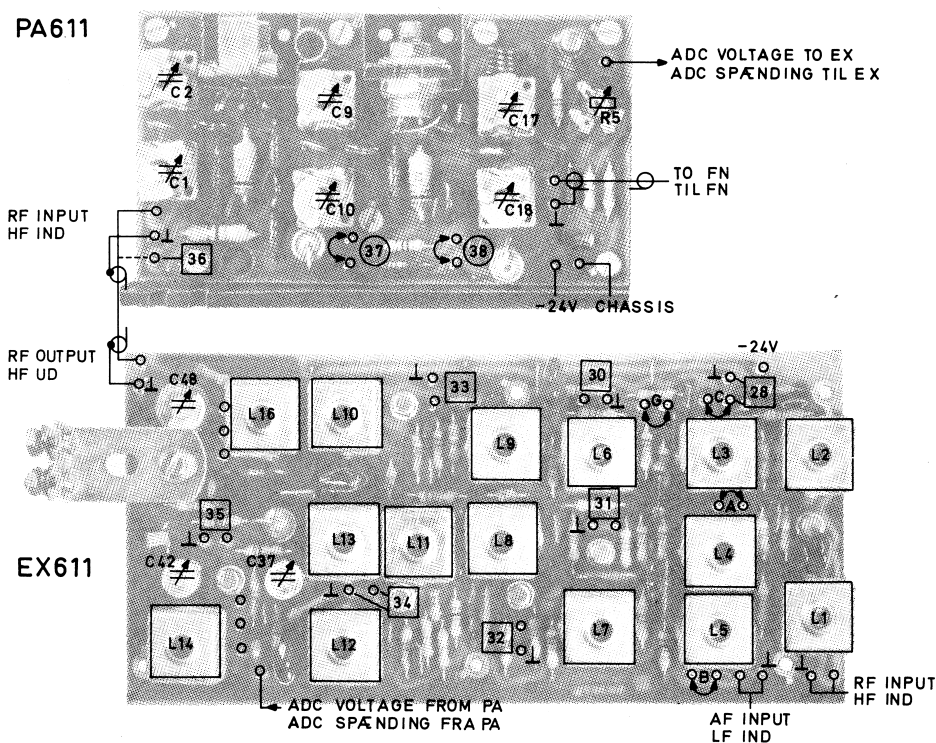 PA611
ADC VOLTAGE TO EX
ADC SPÆNDING TIL EX
C2
C9
C17
R5
C1
C10
C18
TO FN
TIL FN
RF INPUT
HF IND
36
37
38
-24V CHASSIS
RF OUTPUT
HF UD
-24V
C48
33
30
G
C
28
L16
L10
L9
L6
L3
L2
35
31
A
L13
L11
L8
L4
EX611
C42
C37
34
L14
L12
32
L7
L5
L1
B
ADC VOLTAGE FROM PA
ADC SPÆNDING FRA PA
AF INPUT
LF IND
RF INPUT
HF IND